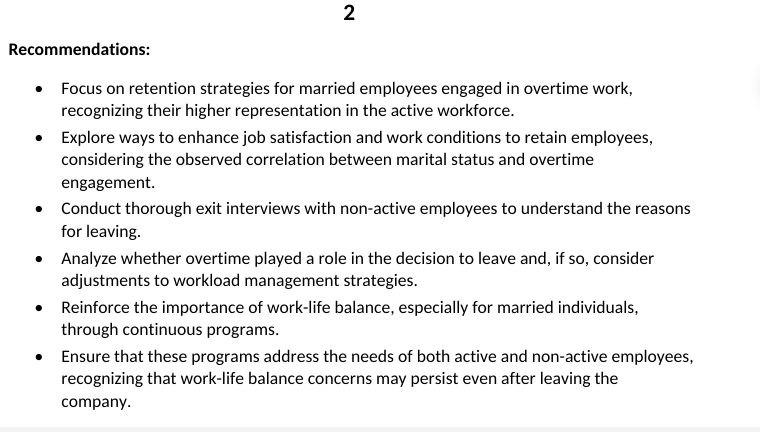 2
Recommendations:
• Focus on retention strategies for married employees engaged in overtime work,
recognizing their higher representation in the active workforce.
• Explore ways to enhance job satisfaction and work conditions to retain employees,
considering the observed correlation between marital status and overtime
engagement.
• Conduct thorough exit interviews with non-active employees to understand the reasons
for leaving.
• Analyze whether overtime played a role in the decision to leave and, if so, consider
adjustments to workload management strategies.
• Reinforce the importance of work-life balance, especially for married individuals,
through continuous programs.
• Ensure that these programs address the needs of both active and non-active employees,
recognizing that work-life balance concerns may persist even after leaving the
company.